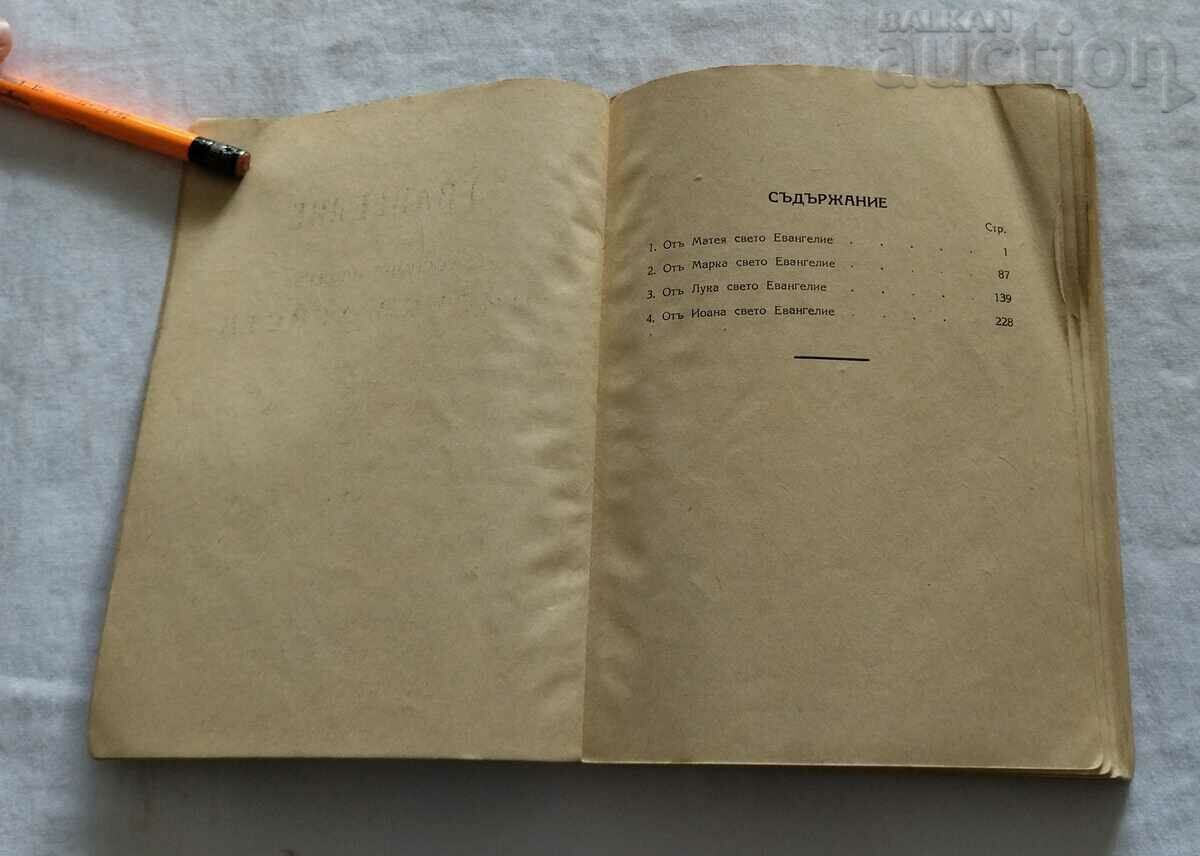 BALKAN
auction
СЪДЪРЖАНИЕ
Стр.
1. Отъ Матея свето Евангелие . . . . . 1
2. Отъ Марка свето Евангелие . . . . . 87
3. Отъ Лука свето Евангелие . . . . . 139
4. Отъ Иоана свето Евангелие . . . . . 228